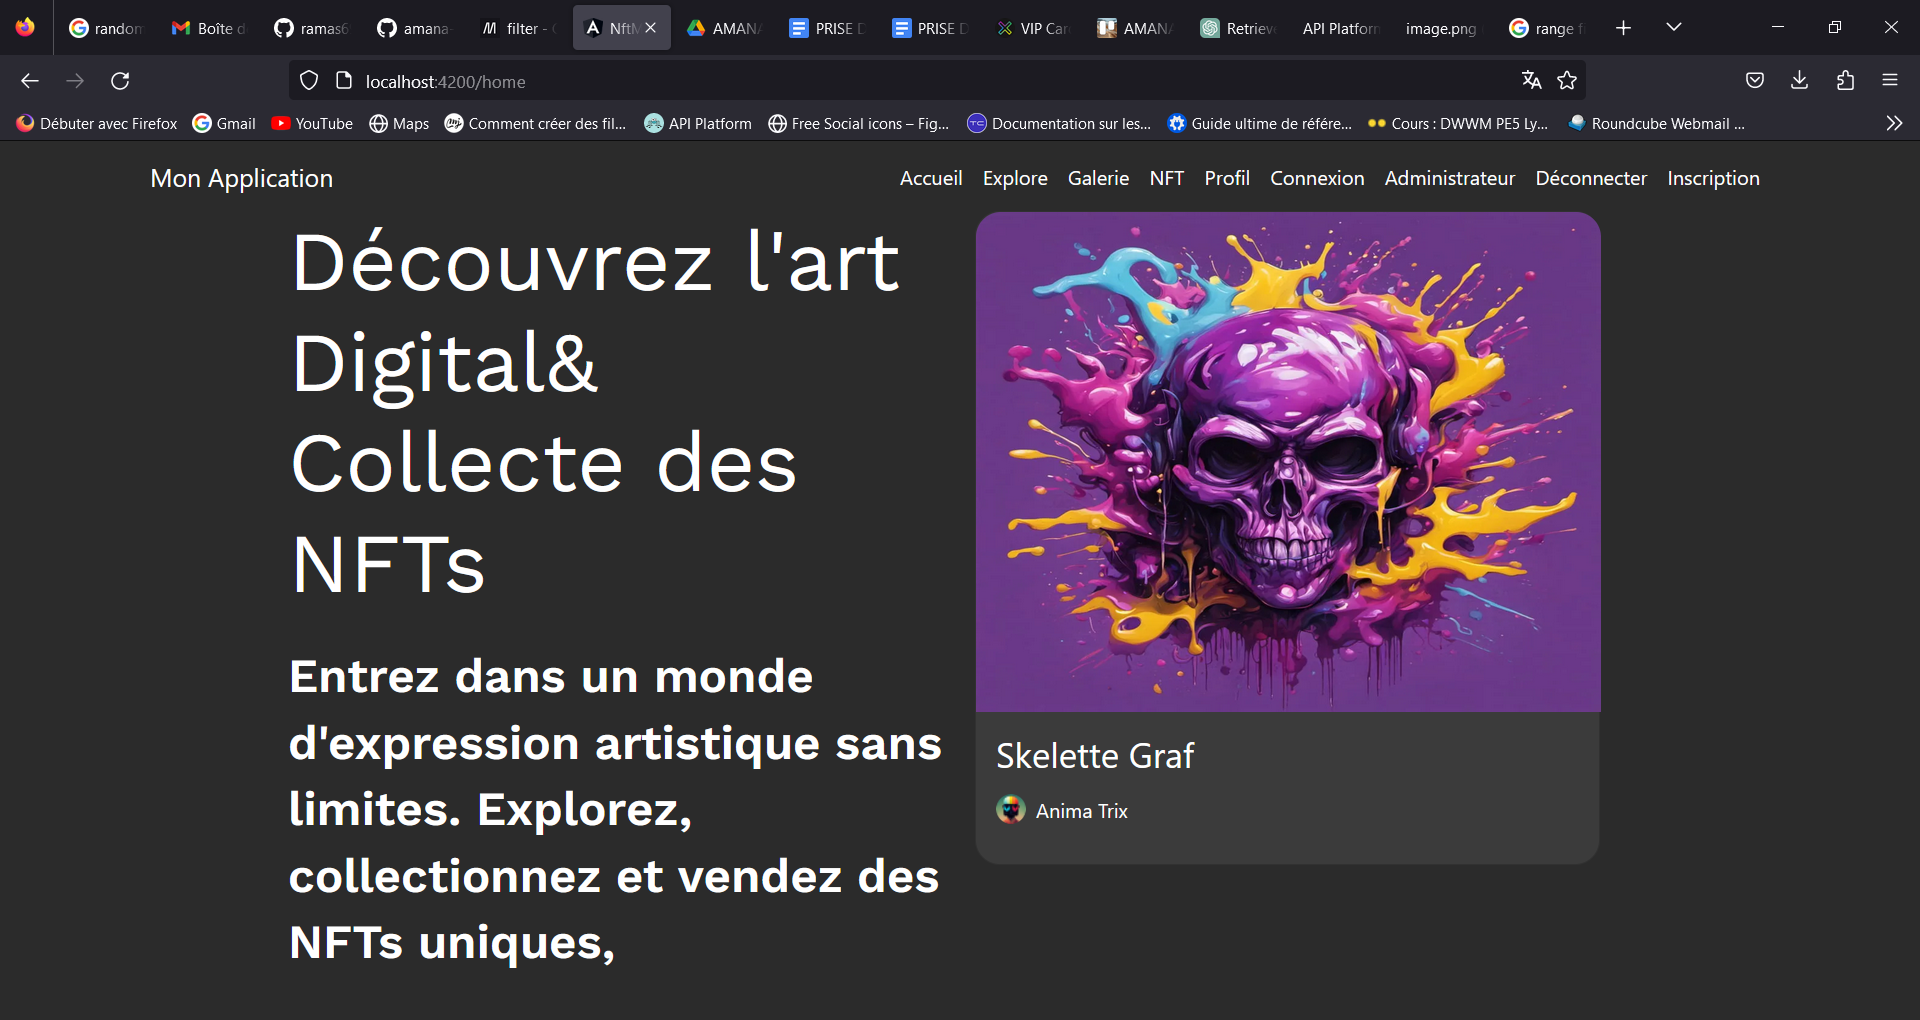 random
Boîte d
ramas6
amana-
filter -
NftM
AMANA
PRISE D
PRISE D
VIP Car
AMANA
Retriev
API Platform
image.png
range fi
localhost:4200/home
Débuter avec Firefox
Gmail
YouTube
Maps
Comment créer des fil...
API Platform
Free Social icons – Fig...
Documentation sur les...
Guide ultime de référe...
Cours : DWWM PE5 Ly...
Roundcube Webmail ...
Mon Application
Accueil
Explore
Galerie
NFT
Profil
Connexion
Administrateur
Déconnecter
Inscription
Découvrez l'art
Digital&
Collecte des
NFTs
Entrez dans un monde
d'expression artistique sans
limites. Explorez,
collectionnez et vendez des
NFTs uniques,
Skelette Graf
Anima Trix